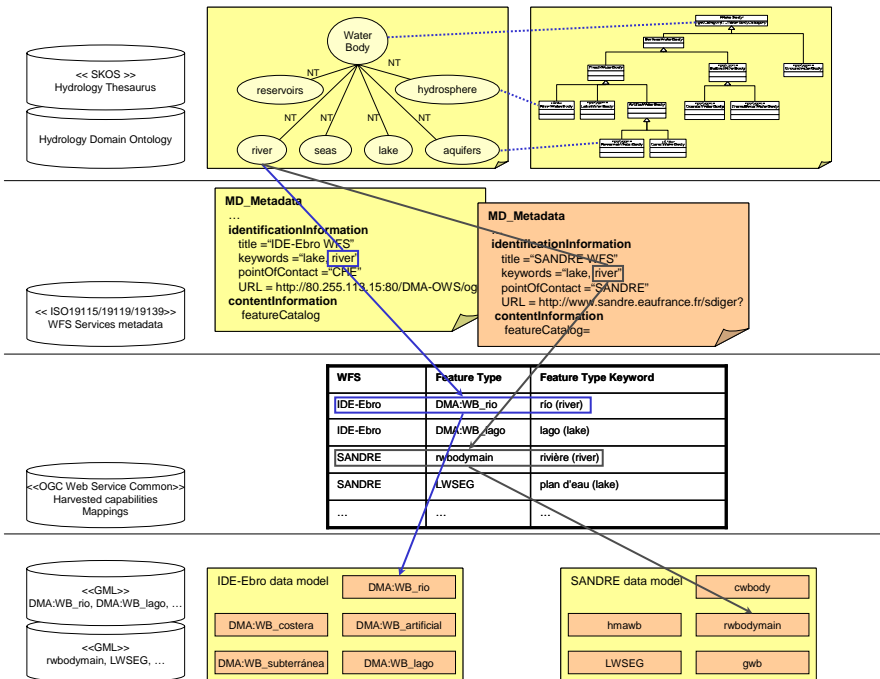 << SKOS >>
Hydrology Thesaurus
Hydrology Domain Ontology
Water
Body
NT
NT
reservoirs
hydrosphere
NT
NT
NT
NT
river
seas
lake
aquifers
MD_Metadata
…
identificationInformation
title ="IDE-Ebro WFS"
keywords ="lake, river"
pointOfContact ="CHE"
URL = http://80.255.113.15:80/DMA-OWS/og
contentInformation
featureCatalog
MD_Metadata
…
identificationInformation
title ="SANDRE WFS"
keywords ="lake, river"
pointOfContact ="SANDRE"
URL = http://www.sandre.eaufrance.fr/sdiger?
contentInformation
featureCatalog=
<< ISO19115/19119/19139>>
WFS Services metadata
WFS Feature Type Feature Type Keyword
IDE-Ebro DMA:WB_rio río (river)
IDE-Ebro DMA:WB_lago lago (lake)
SANDRE rwbodymain rivière (river)
SANDRE LWSEG plan d'eau (lake)
… … …
<<OGC Web Service Common>>
Harvested capabilities
Mappings
<<GML>>
DMA:WB_rio, DMA:WB_lago, …
<<GML>>
rwbodymain, LWSEG, …
IDE-Ebro data model
DMA:WB_rio
DMA:WB_costera
DMA:WB_artificial
DMA:WB_subterránea
DMA:WB_lago
SANDRE data model
cwbody
hmawb
rwbodymain
LWSEG
gwb